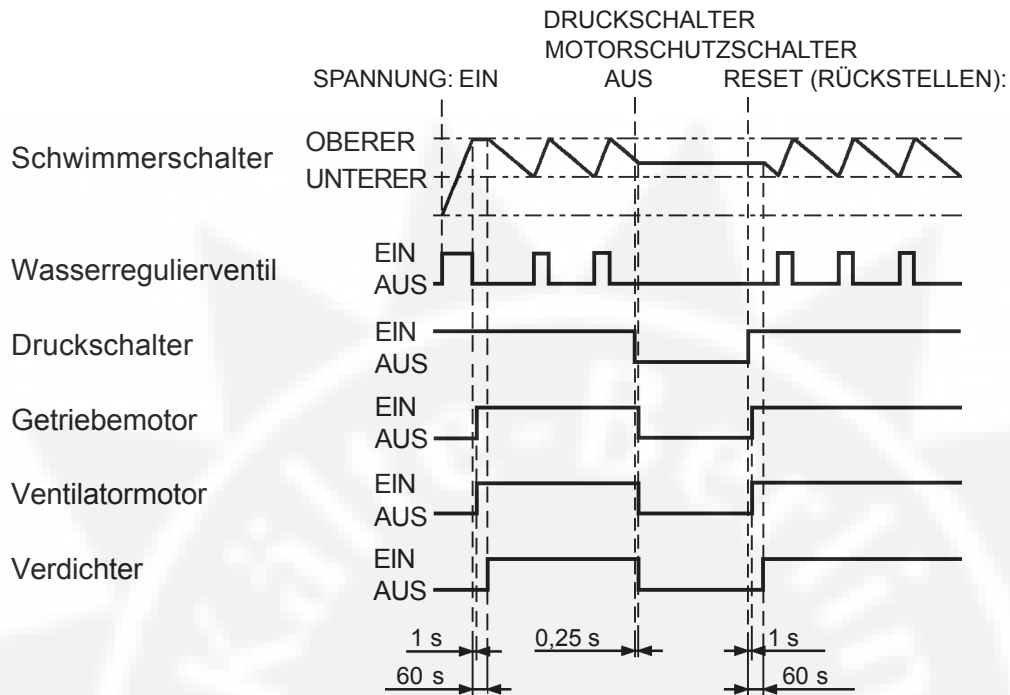 DRUCKSCHALTER
MOTORSCHUTZSCHALTER
SPANNUNG: EIN AUS RESET (RÜCKSTELLEN):
Schwimmerschalter
OBERER
UNTERER
Wasserregulierventil
EIN
AUS
Druckschalter
EIN
AUS
Getriebemotor
EIN
AUS
Ventilatormotor
EIN
AUS
Verdichter
EIN
AUS
1 s 0,25 s 1 s
60 s 60 s